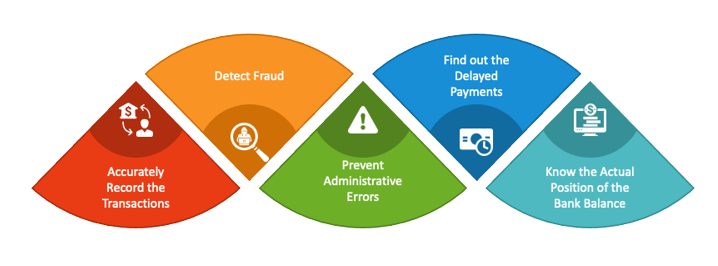 Accurately
Record the
Transactions
Detect Fraud
Prevent
Administrative
Errors
Find out the
Delayed
Payments
Know the Actual
Position of the
Bank Balance